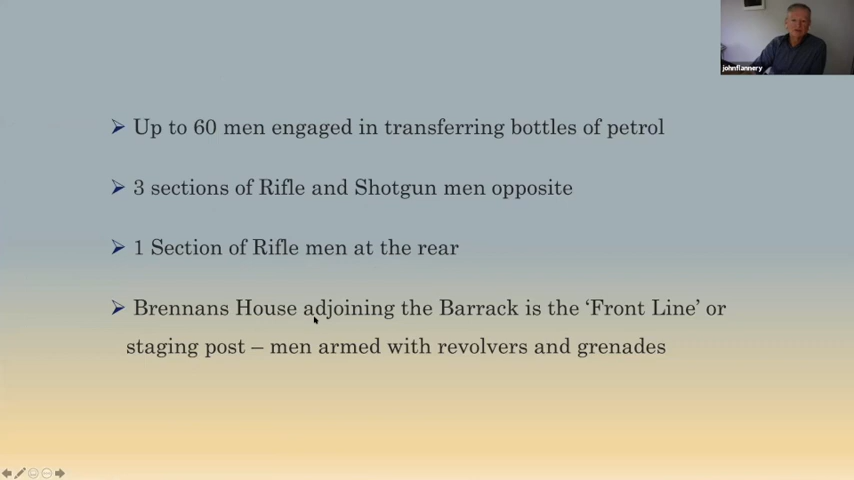 johnflannery
Up to 60 men engaged in transferring bottles of petrol
3 sections of Rifle and Shotgun men opposite
1 Section of Rifle men at the rear
Brennans House adjoining the Barrack is the ‘Front Line’ or
staging post – men armed with revolvers and grenades